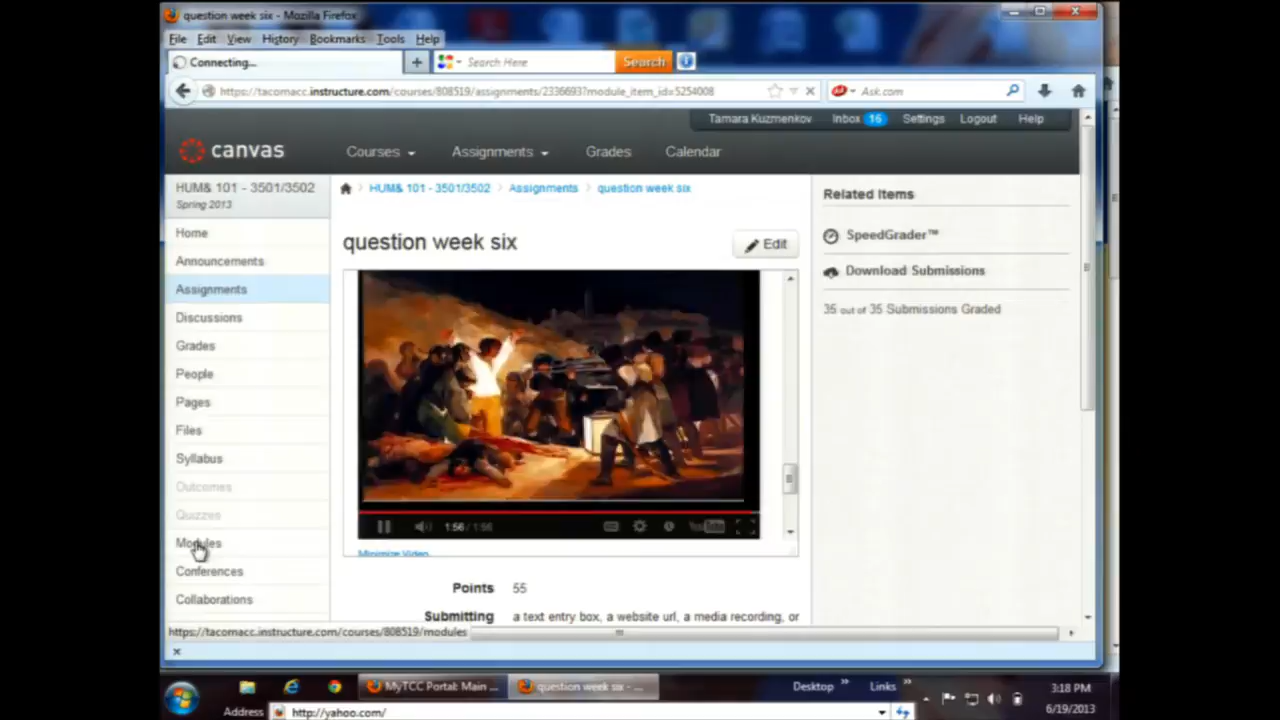 question week six - Mozilla Firefox
File Edit View History Bookmarks Tools Help
Connecting... + Search Here Search
https://tacomacc.instructure.com/courses/808519/assignments/2336693?module_item_id=5254008 Ask.com
Tamara Kuzmenkov Inbox 16 Settings Logout Help
canvas Courses Assignments Grades Calendar
HUM& 101 - 3501/3502
Spring 2013
HUM& 101 - 3501/3502 Assignments question week six
Home
Announcements
Assignments
Discussions
Grades
People
Pages
Files
Syllabus
Outcomes
Quizzes
Modules
Conferences
Collaborations
question week six Edit
1:56 / 1:56 YouTube
Minimize Video
Points 55
Submitting a text entry box, a website url, a media recording, or
Related Items
SpeedGrader™
Download Submissions
35 out of 35 Submissions Graded
https://tacomacc.instructure.com/courses/808519/modules
x
MyTCC Portal: Main ... question week six - ... Desktop » Links » 3:18 PM
Address http://yahoo.com/ 6/19/2013